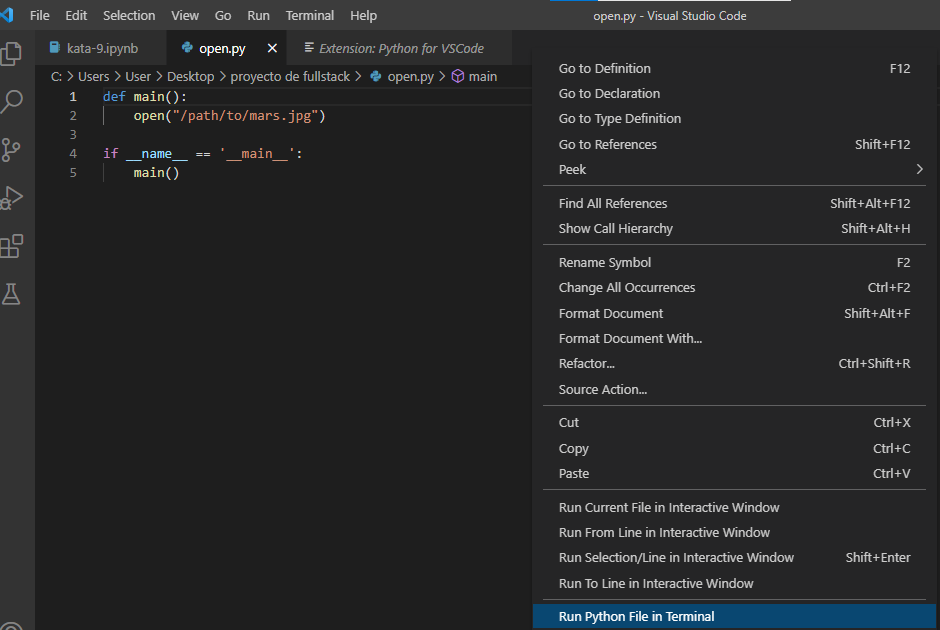 File Edit Selection View Go Run Terminal Help open.py - Visual Studio Code
kata-9.ipynb open.py Extension: Python for VSCode
C: > Users > User > Desktop > proyecto de fullstack > open.py > main
1 def main():
2 open("/path/to/mars.jpg")
3
4 if __name__ == '__main__':
5 main()
Go to Definition F12
Go to Declaration
Go to Type Definition
Go to References Shift+F12
Peek >
Find All References Shift+Alt+F12
Show Call Hierarchy Shift+Alt+H
Rename Symbol F2
Change All Occurrences Ctrl+F2
Format Document Shift+Alt+F
Format Document With...
Refactor... Ctrl+Shift+R
Source Action...
Cut Ctrl+X
Copy Ctrl+C
Paste Ctrl+V
Run Current File in Interactive Window
Run From Line in Interactive Window
Run Selection/Line in Interactive Window Shift+Enter
Run To Line in Interactive Window
Run Python File in Terminal